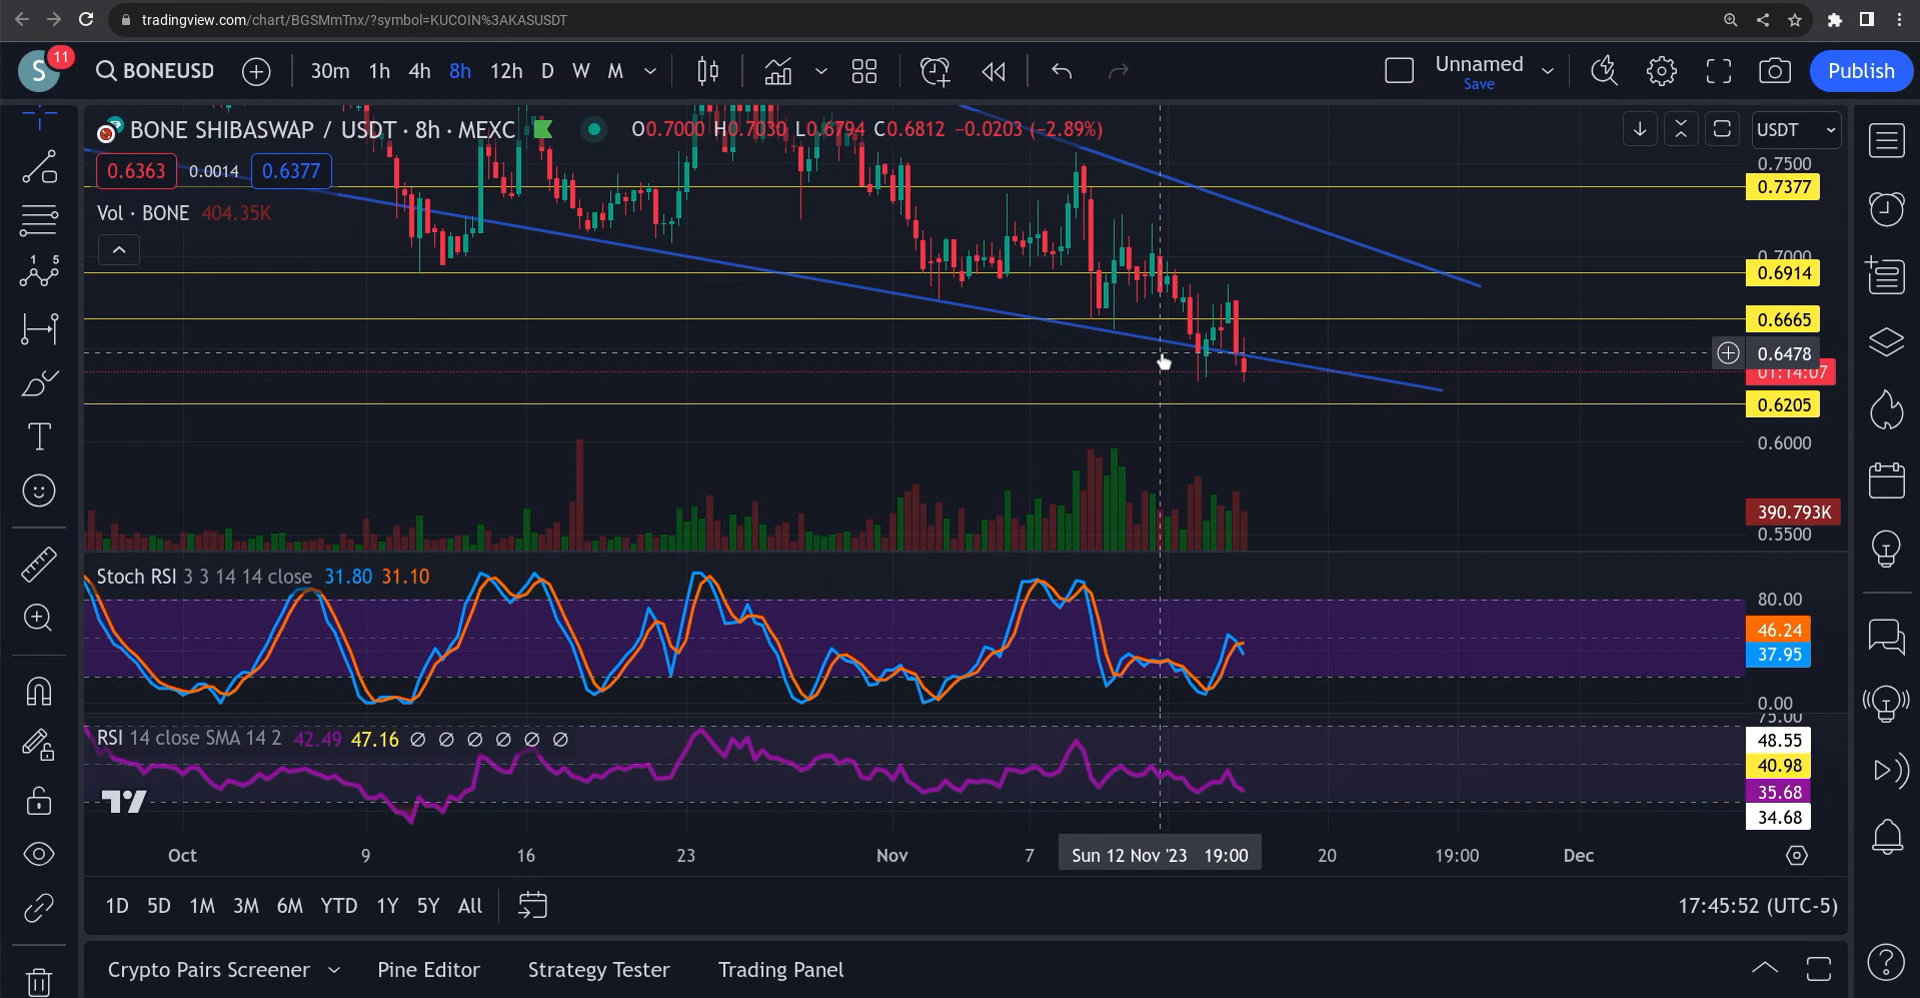 tradingview.com/chart/BGSMmTnx/?symbol=KUCOIN%3AKASUSDT
S 11 BONEUSD 30m 1h 4h 8h 12h D W M Unnamed Save Publish
BONE SHIBASWAP / USDT · 8h · MEXC O0.7000 H0.7030 L0.6794 C0.6812 −0.0203 (−2.89%) USDT
0.6363 0.0014 0.6377
Vol · BONE 404.35K
0.7500
0.7377
0.7000
0.6914
0.6665
0.6478
01:14:07
0.6205
0.6000
390.793K
0.5500
Stoch RSI 3 3 14 14 close 31.80 31.10
80.00
46.24
37.95
0.00
75.00
RSI 14 close SMA 14 2 42.49 47.16 ∅ ∅ ∅ ∅ ∅ ∅
48.55
40.98
35.68
34.68
Oct 9 16 23 Nov 7 Sun 12 Nov '23 19:00 20 19:00 Dec
1D 5D 1M 3M 6M YTD 1Y 5Y All 17:45:52 (UTC-5)
Crypto Pairs Screener Pine Editor Strategy Tester Trading Panel